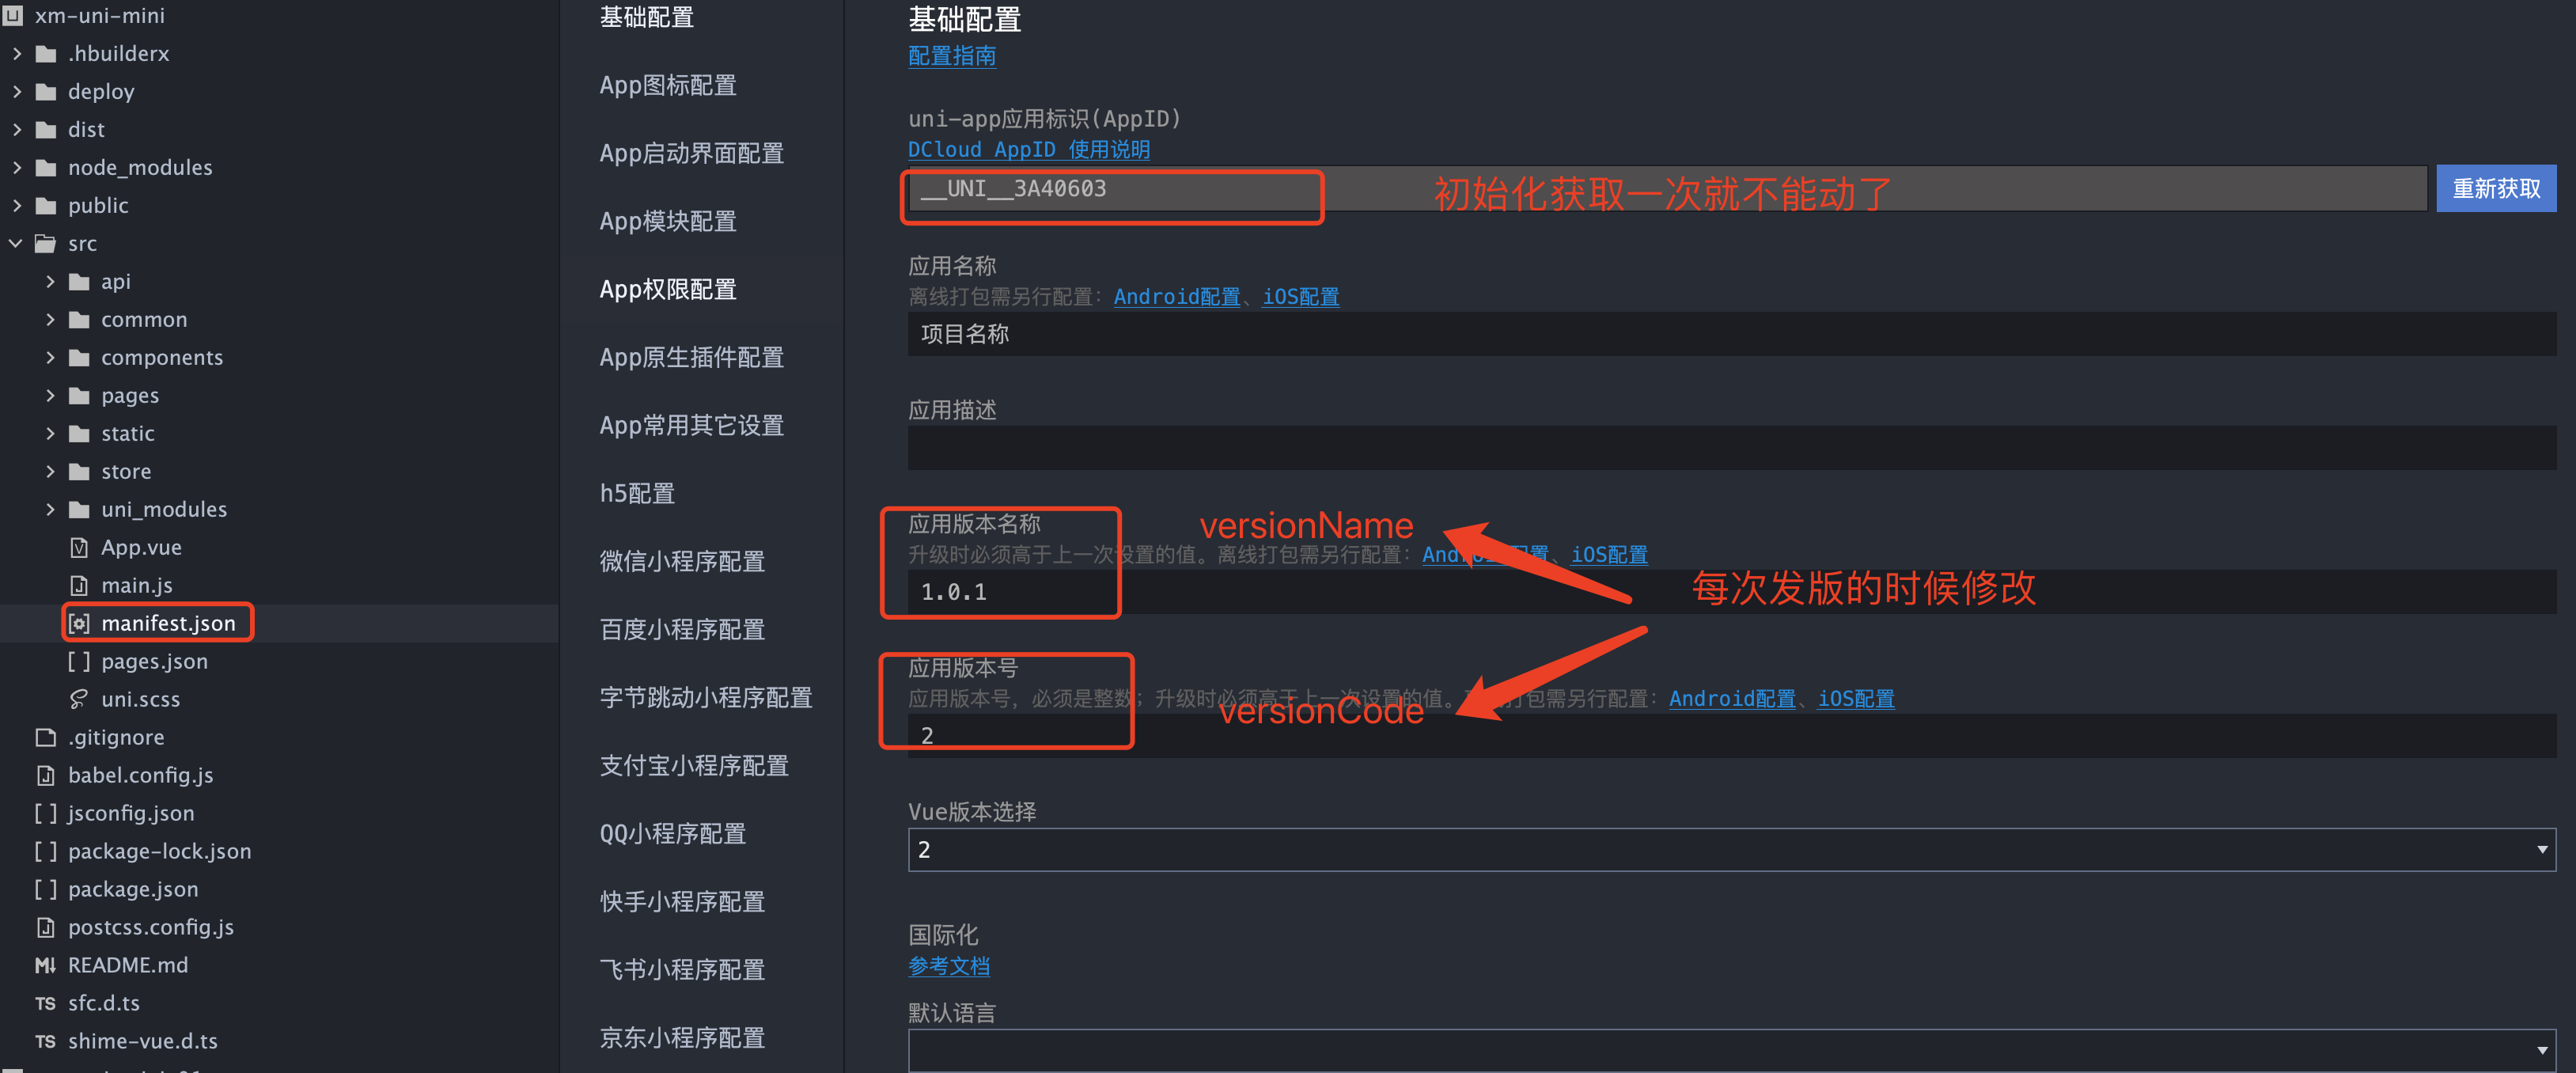 xm-uni-mini
.hbuilderx
deploy
dist
node_modules
public
src
api
common
components
pages
static
store
uni_modules
App.vue
main.js
manifest.json
pages.json
uni.scss
.gitignore
babel.config.js
jsconfig.json
package-lock.json
package.json
postcss.config.js
README.md
sfc.d.ts
shime-vue.d.ts
基础配置
App图标配置
App启动界面配置
App模块配置
App权限配置
App原生插件配置
App常用其它设置
h5配置
微信小程序配置
百度小程序配置
字节跳动小程序配置
支付宝小程序配置
QQ小程序配置
快手小程序配置
飞书小程序配置
京东小程序配置
基础配置
配置指南
uni-app应用标识(AppID)
DCloud AppID 使用说明
__UNI__3A40603
初始化获取一次就不能动了
重新获取
应用名称
离线打包需另行配置：Android配置、iOS配置
项目名称
应用描述
应用版本名称
versionName
升级时必须高于上一次设置的值。离线打包需另行配置：Android配置、iOS配置
1.0.1
每次发版的时候修改
应用版本号
应用版本号，必须是整数；升级时必须高于上一次设置的值。打包需另行配置：Android配置、iOS配置
versionCode
2
Vue版本选择
2
国际化
参考文档
默认语言